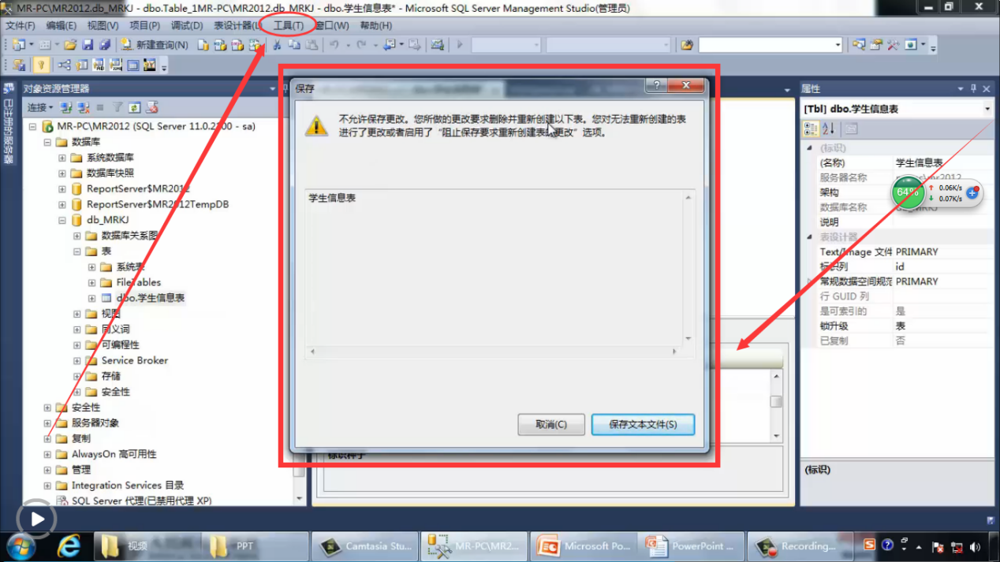 MR-PC\MR2012.db_MRKJ - dbo.Table_1MR-PC\MR2012.db_MRKJ - dbo.学生信息表* - Microsoft SQL Server Management Studio(管理员)
文件(F) 编辑(E) 视图(V) 项目(P) 调试(D) 表设计器(L) 工具(T) 窗口(W) 帮助(H)
新建查询(N)
对象资源管理器
连接
MR-PC\MR2012 (SQL Server 11.0.2100 - sa)
数据库
系统数据库
数据库快照
ReportServer$MR2012
ReportServer$MR2012TempDB
db_MRKJ
数据库关系图
表
系统表
FileTables
dbo.学生信息表
视图
同义词
可编程性
Service Broker
存储
安全性
安全性
服务器对象
复制
AlwaysOn 高可用性
管理
Integration Services 目录
SQL Server 代理(已禁用代理 XP)
已注册的服务器
保存
不允许保存更改。您所做的更改要求删除并重新创建以下表。您对无法重新创建的表
进行了更改或者启用了“阻止保存要求重新创建表的更改”选项。
学生信息表
取消(C) 保存文本文件(S)
标识种子
属性
[Tbl] dbo.学生信息表
(标识)
(名称) 学生信息表
服务器名称
架构
数据库名称 db_MRKJ
说明
表设计器
Text/Image 文件 PRIMARY
标识列 id
常规数据空间规范 PRIMARY
行 GUID 列
是可索引的 是
锁升级 表
已复制 否
(标识)
64%
0.06K/s
0.07K/s
视频 PPT Camtasia Stu... MR-PC\MR2... Microsoft Po... PowerPoint ... Recording...